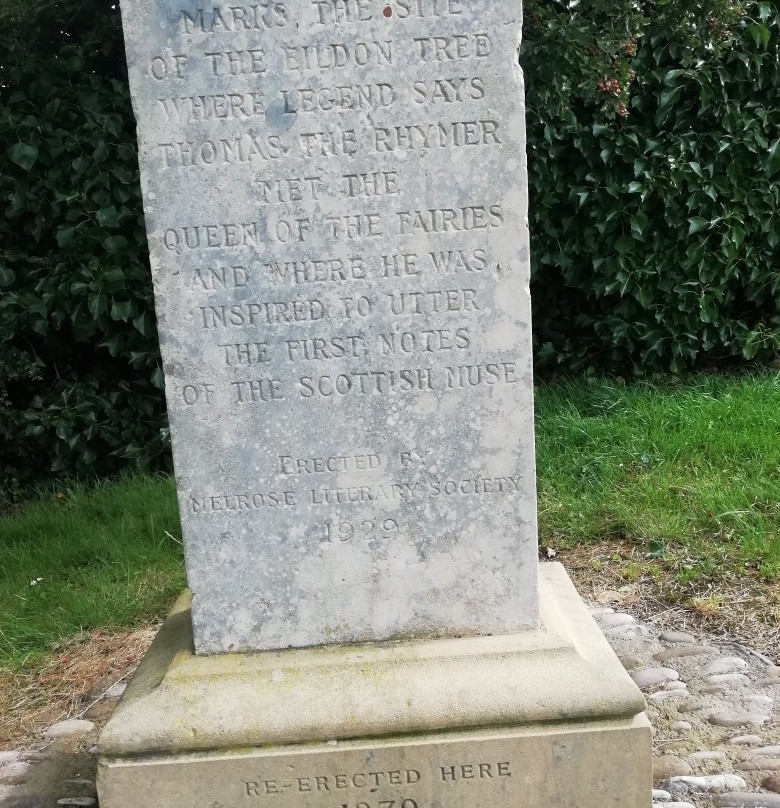 MARKS THE SITE
OF THE EILDON TREE
WHERE LEGEND SAYS
THOMAS THE RHYMER
MET THE
QUEEN OF THE FAIRIES
AND WHERE HE WAS
INSPIRED TO UTTER
THE FIRST NOTES
OF THE SCOTTISH MUSE
ERECTED BY
MELROSE LITERARY SOCIETY
1929
RE-ERECTED HERE
1970